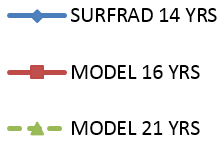 SURFRAD 14 YRS
MODEL 16 YRS
MODEL 21 YRS